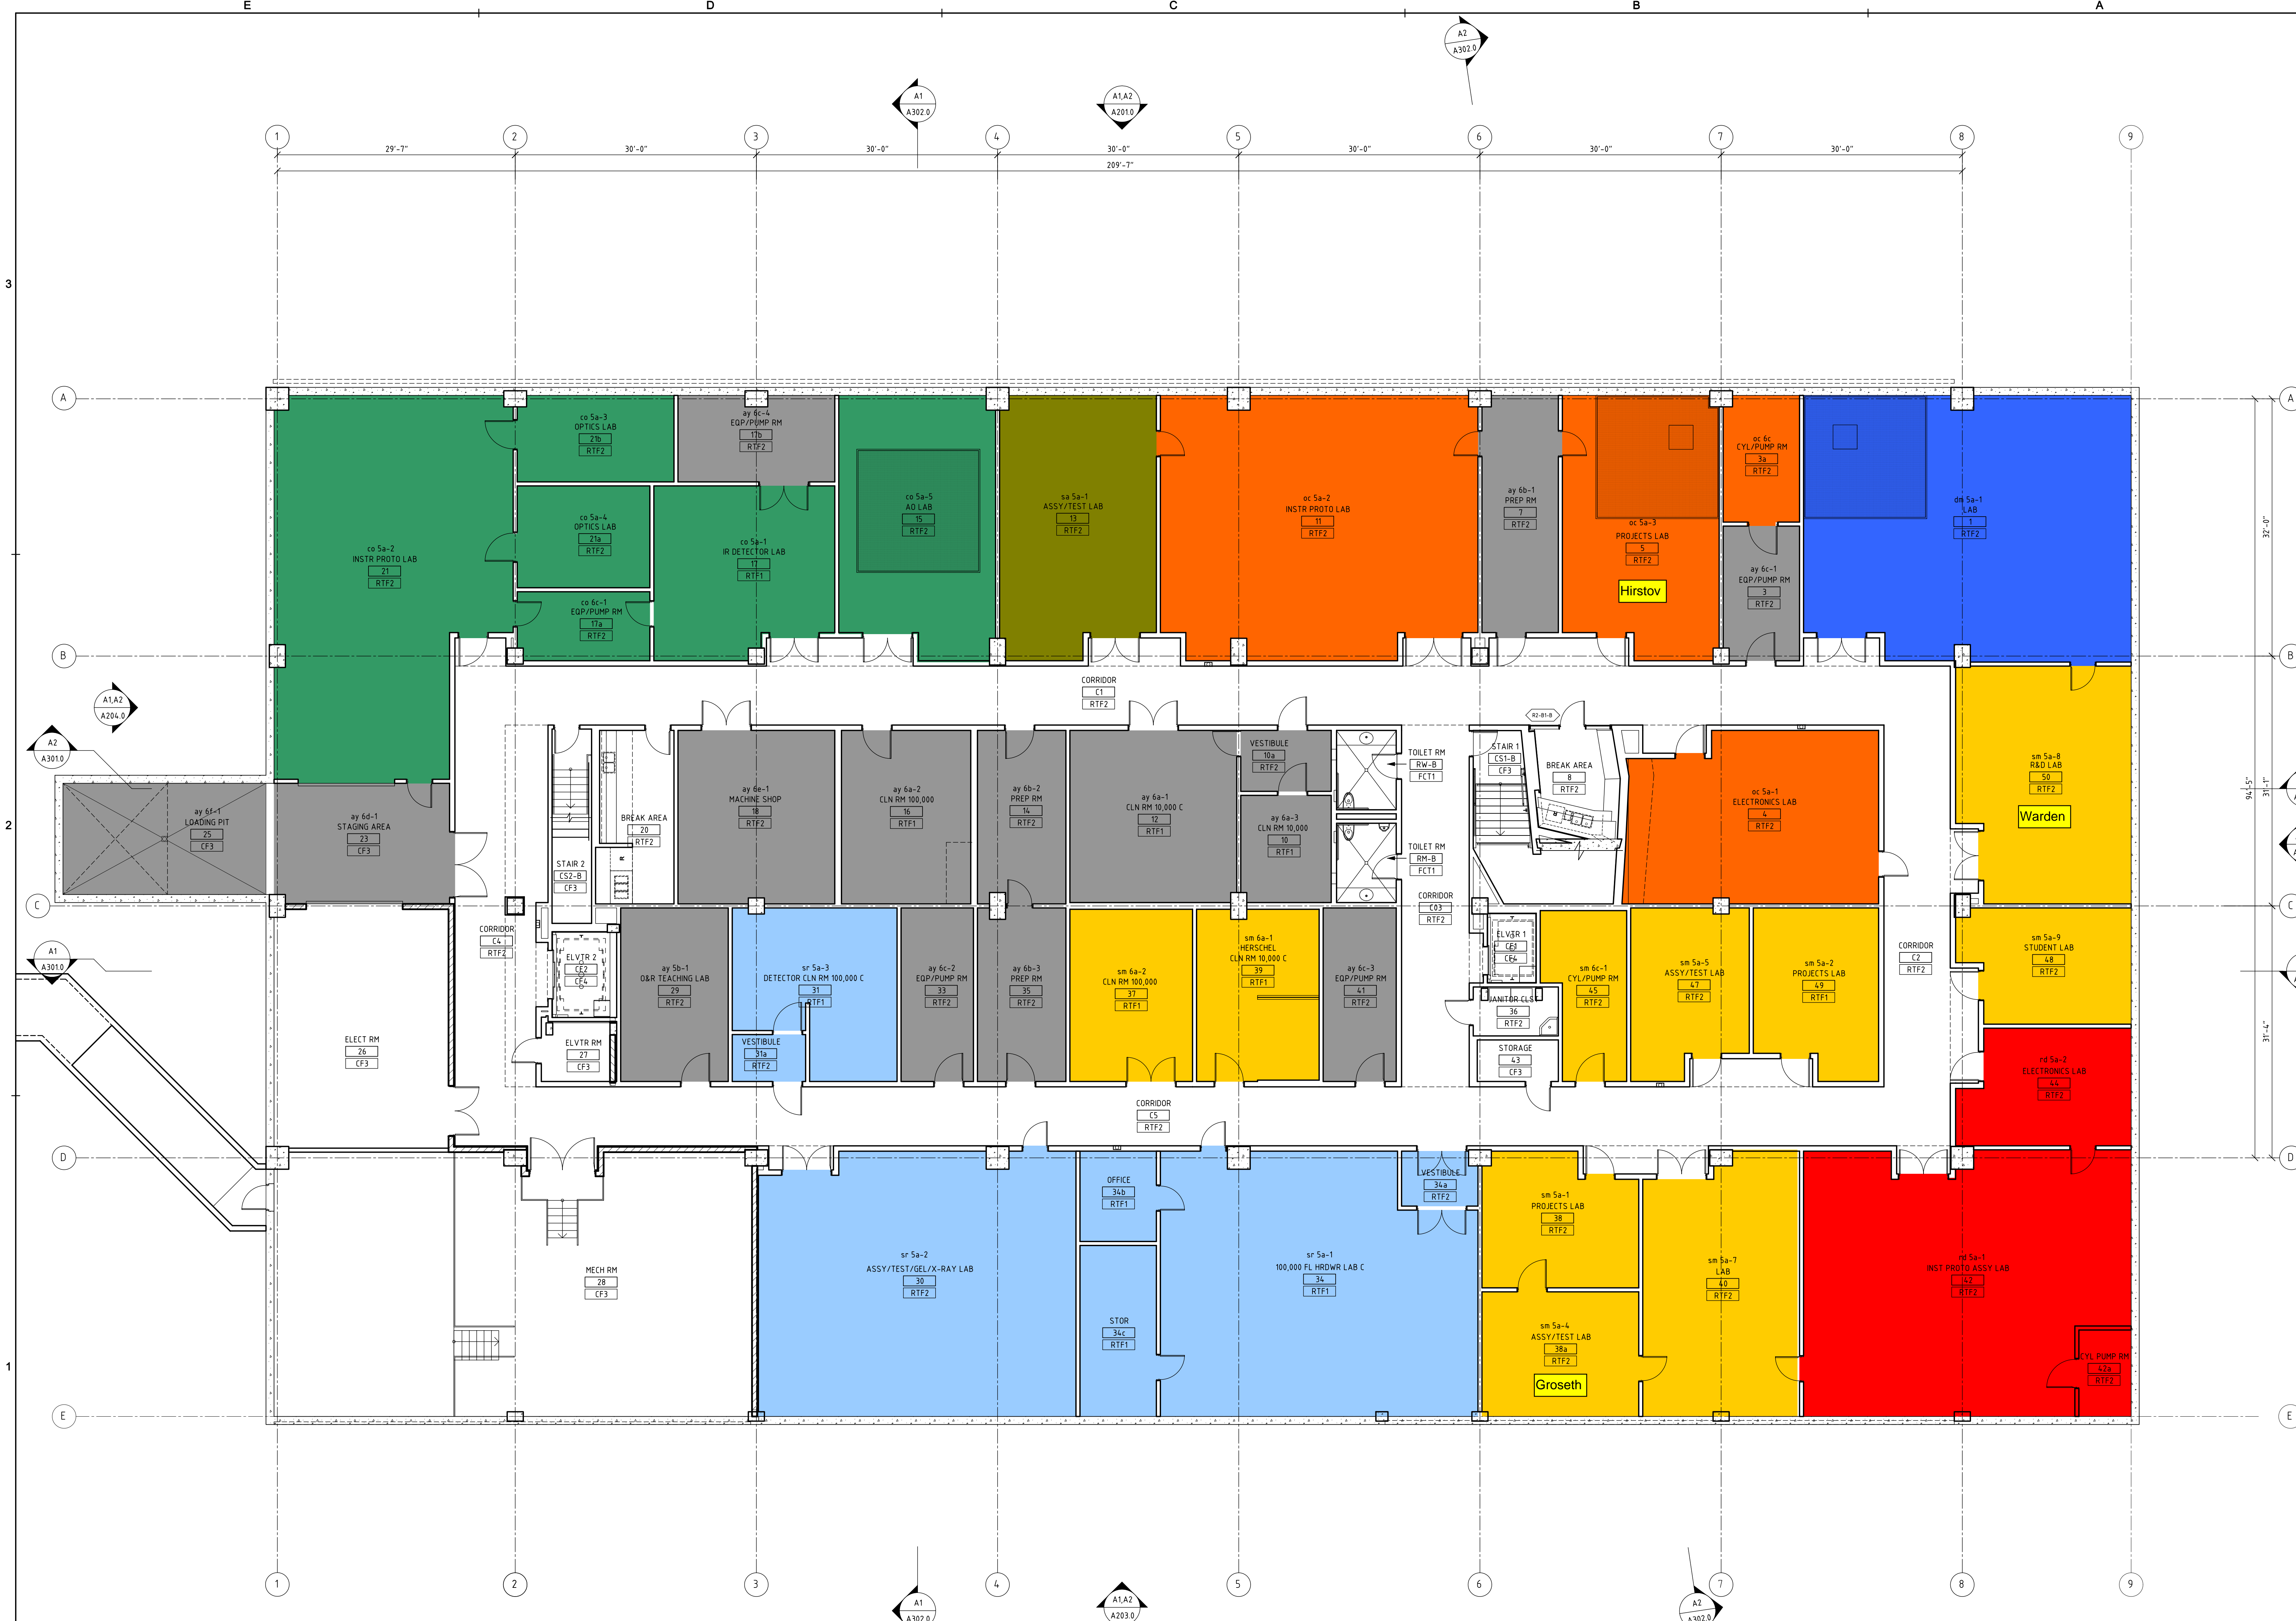 E D C B A
A2
A302.0
A1
A302.0
A1,A2
A201.0
1 2 3 4 5 6 7 8 9
29'-7" 30'-0" 30'-0" 30'-0" 30'-0" 30'-0" 30'-0"
209'-7"
3
A A
co 5a-3
OPTICS LAB
21b
RTF2
ay 6c-4
EQP/PUMP RM
17b
RTF2
co 5a-4
OPTICS LAB
21a
RTF2
co 5a-2
INSTR PROTO LAB
21
RTF2
co 5a-1
IR DETECTOR LAB
17
RTF1
co 6c-1
EQP/PUMP RM
17a
RTF2
co 5a-5
AO LAB
15
RTF2
sa 5a-1
ASSY/TEST LAB
13
RTF2
oc 5a-2
INSTR PROTO LAB
11
RTF2
ay 6b-1
PREP RM
7
RTF2
oc 5a-3
PROJECTS LAB
5
RTF2
Hirstov
oc 6c
CYL/PUMP RM
3a
RTF2
ay 6c-1
EQP/PUMP RM
3
RTF2
dm 5a-1
LAB
1
RTF2
32'-0"
B B
A1,A2
A204.0
A2
A301.0
CORRIDOR
C1
RTF2
2
ay 6f-1
LOADING PIT
25
CF3
ay 6d-1
STAGING AREA
23
CF3
STAIR 2
CS2-B
CF3
BREAK AREA
20
RTF2
R
ay 6e-1
MACHINE SHOP
18
RTF2
ay 6a-2
CLN RM 100,000
16
RTF1
ay 6b-2
PREP RM
14
RTF2
ay 6a-1
CLN RM 10,000 C
12
RTF1
VESTIBULE
10a
RTF2
ay 6a-3
CLN RM 10,000
10
RTF1
TOILET RM
RW-B
FCT1
TOILET RM
RM-B
FCT1
STAIR 1
CS1-B
CF3
R2-B1-B
BREAK AREA
8
RTF2
R
oc 5a-1
ELECTRONICS LAB
4
RTF2
sm 5a-8
R&D LAB
50
RTF2
Warden
94'-5"
31'-1"
C C
A1
A301.0
CORRIDOR
C4
RTF2
ELVTR 2
CE2
CF4
ELVTR RM
27
CF3
ELECT RM
26
CF3
ay 5b-1
O&R TEACHING LAB
29
RTF2
sr 5a-3
DETECTOR CLN RM 100,000 C
31
RTF1
VESTIBULE
31a
RTF2
ay 6c-2
EQP/PUMP RM
33
RTF2
ay 6b-3
PREP RM
35
RTF2
sm 6a-2
CLN RM 100,000
37
RTF1
sm 6a-1
HERSCHEL
CLN RM 10,000 C
39
RTF1
ay 6c-3
EQP/PUMP RM
41
RTF2
CORRIDOR
C03
RTF2
ELVTR 1
CE1
CF4
JANITOR CLST
36
RTF2
STORAGE
43
CF3
sm 6c-1
CYL/PUMP RM
45
RTF2
sm 5a-5
ASSY/TEST LAB
47
RTF2
sm 5a-2
PROJECTS LAB
49
RTF1
CORRIDOR
C2
RTF2
sm 5a-9
STUDENT LAB
48
RTF2
rd 5a-2
ELECTRONICS LAB
44
RTF2
31'-4"
CORRIDOR
C5
RTF2
D D
MECH RM
28
CF3
sr 5a-2
ASSY/TEST/GEL/X-RAY LAB
30
RTF2
OFFICE
34b
RTF1
STOR
34c
RTF1
sr 5a-1
100,000 FL HRDWR LAB C
34
RTF1
VESTIBULE
34a
RTF2
sm 5a-1
PROJECTS LAB
38
RTF2
sm 5a-4
ASSY/TEST LAB
38a
RTF2
Groseth
sm 5a-7
LAB
40
RTF2
rd 5a-1
INST PROTO ASSY LAB
42
RTF2
CYL PUMP RM
42a
RTF2
1
E E
1 2 3 4 5 6 7 8 9
A1
A302.0
A1,A2
A203.0
A2
A302.0